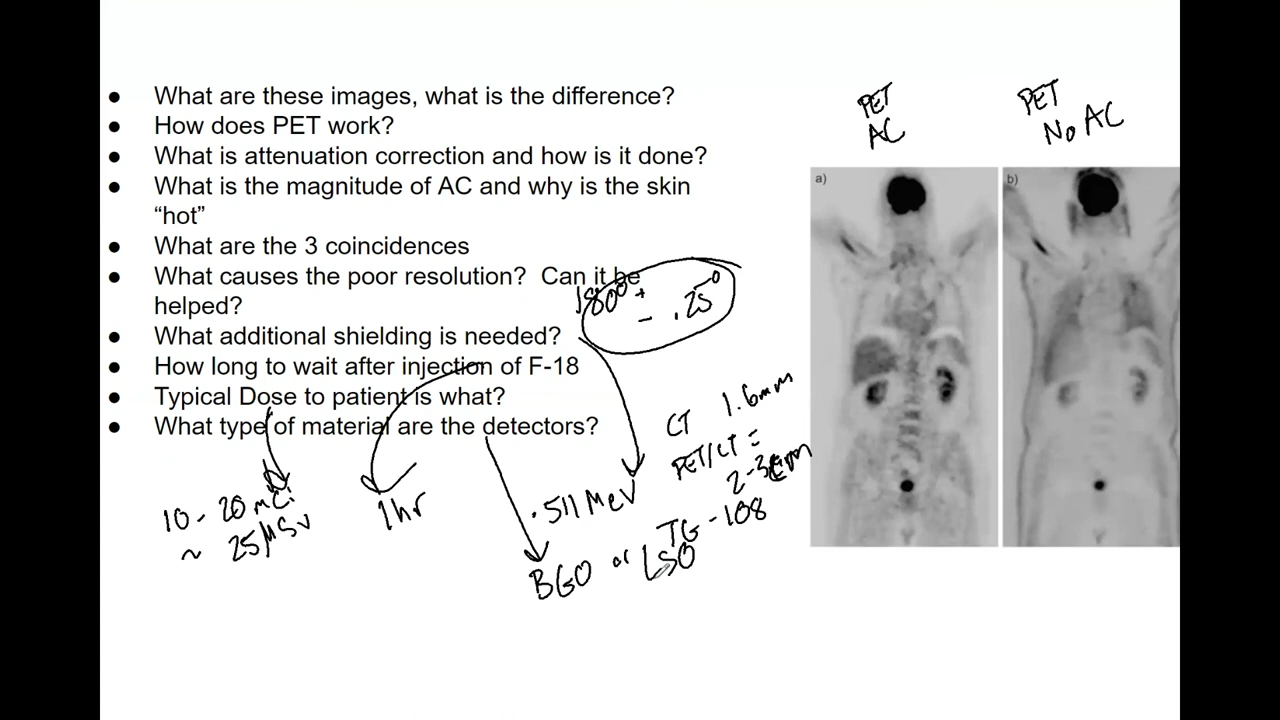 ● What are these images, what is the difference?
● How does PET work?
● What is attenuation correction and how is it done?
● What is the magnitude of AC and why is the skin
“hot”
● What are the 3 coincidences
● What causes the poor resolution?  Can it be
helped?
● What additional shielding is needed?
● How long to wait after injection of F-18
● Typical Dose to patient is what?
● What type of material are the detectors?
180° + - .25°
10 - 20 mCi
~ 25 mSv
1hr
.511 MeV
CT 1.6mm
PET/CT =
2-3
TG-108
BGO or LSO
PET
AC
PET
No AC
a)
b)